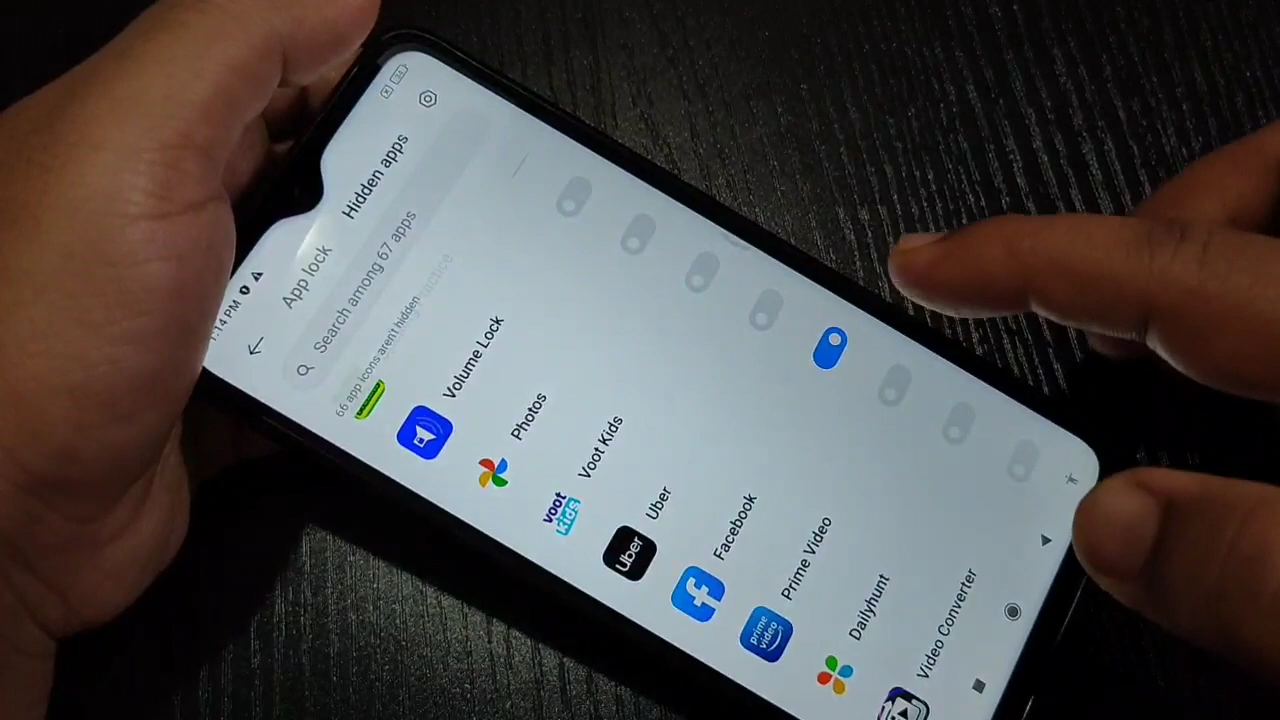 1:14 PM
App lock
Hidden apps
Search among 67 apps
66 app icons aren't hidden
Volume Lock
Photos
voot
kids
Voot Kids
Uber
Uber
Facebook
prime
video
Prime Video
Dailyhunt
Video Converter